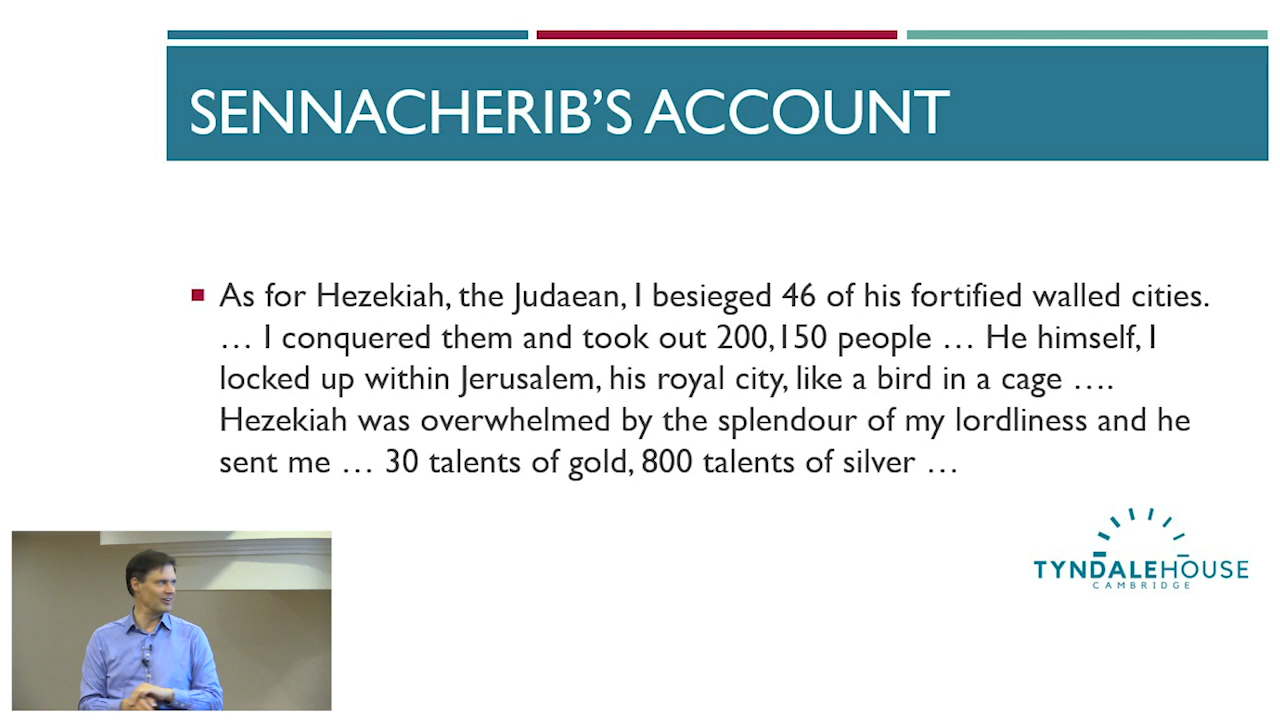 SENNACHERIB’S ACCOUNT
As for Hezekiah, the Judaean, I besieged 46 of his fortified walled cities.
… I conquered them and took out 200,150 people … He himself, I
locked up within Jerusalem, his royal city, like a bird in a cage ….
Hezekiah was overwhelmed by the splendour of my lordliness and he
sent me … 30 talents of gold, 800 talents of silver …
TYNDALEHOUSE
CAMBRIDGE